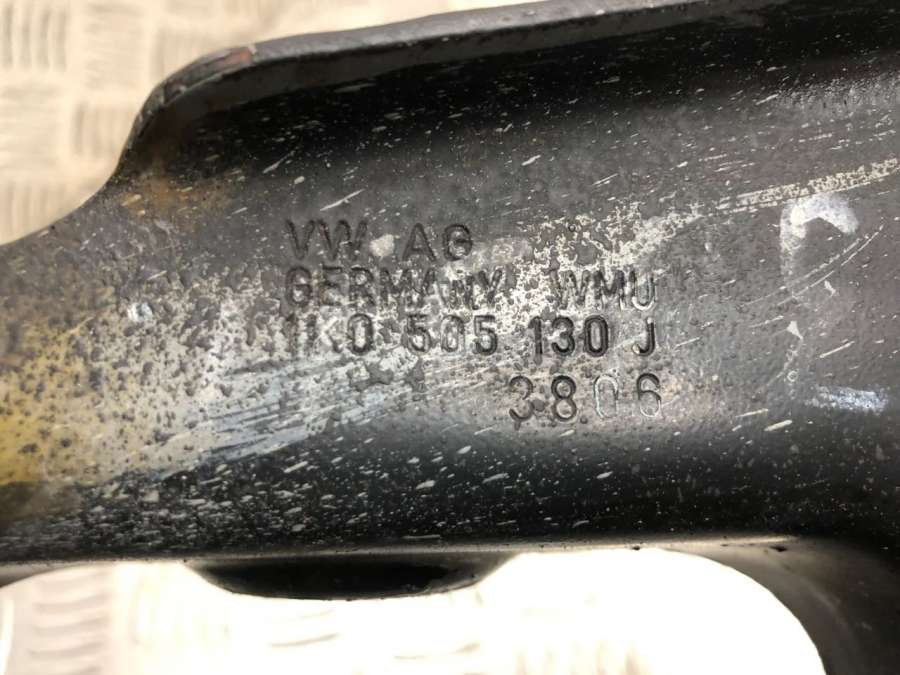 VW AG
GERMANY WMU
1K0 505 130 J
3806